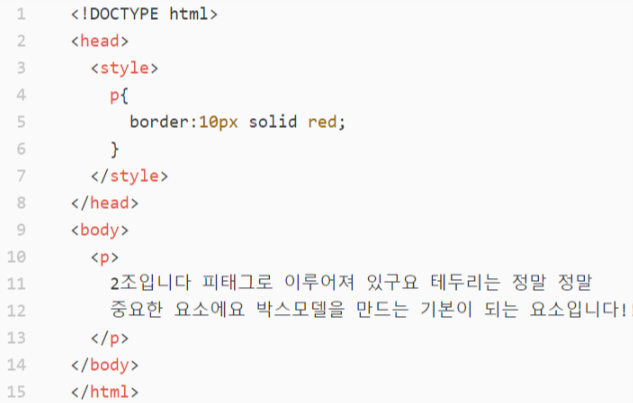 1 <!DOCTYPE html>
2 <head>
3 <style>
4 p{
5 border:10px solid red;
6 }
7 </style>
8 </head>
9 <body>
10 <p>
11 2조입니다 피태그로 이루어져 있구요 테두리는 정말 정말
12 중요한 요소에요 박스모델을 만드는 기본이 되는 요소입니다!!
13 </p>
14 </body>
15 </html>